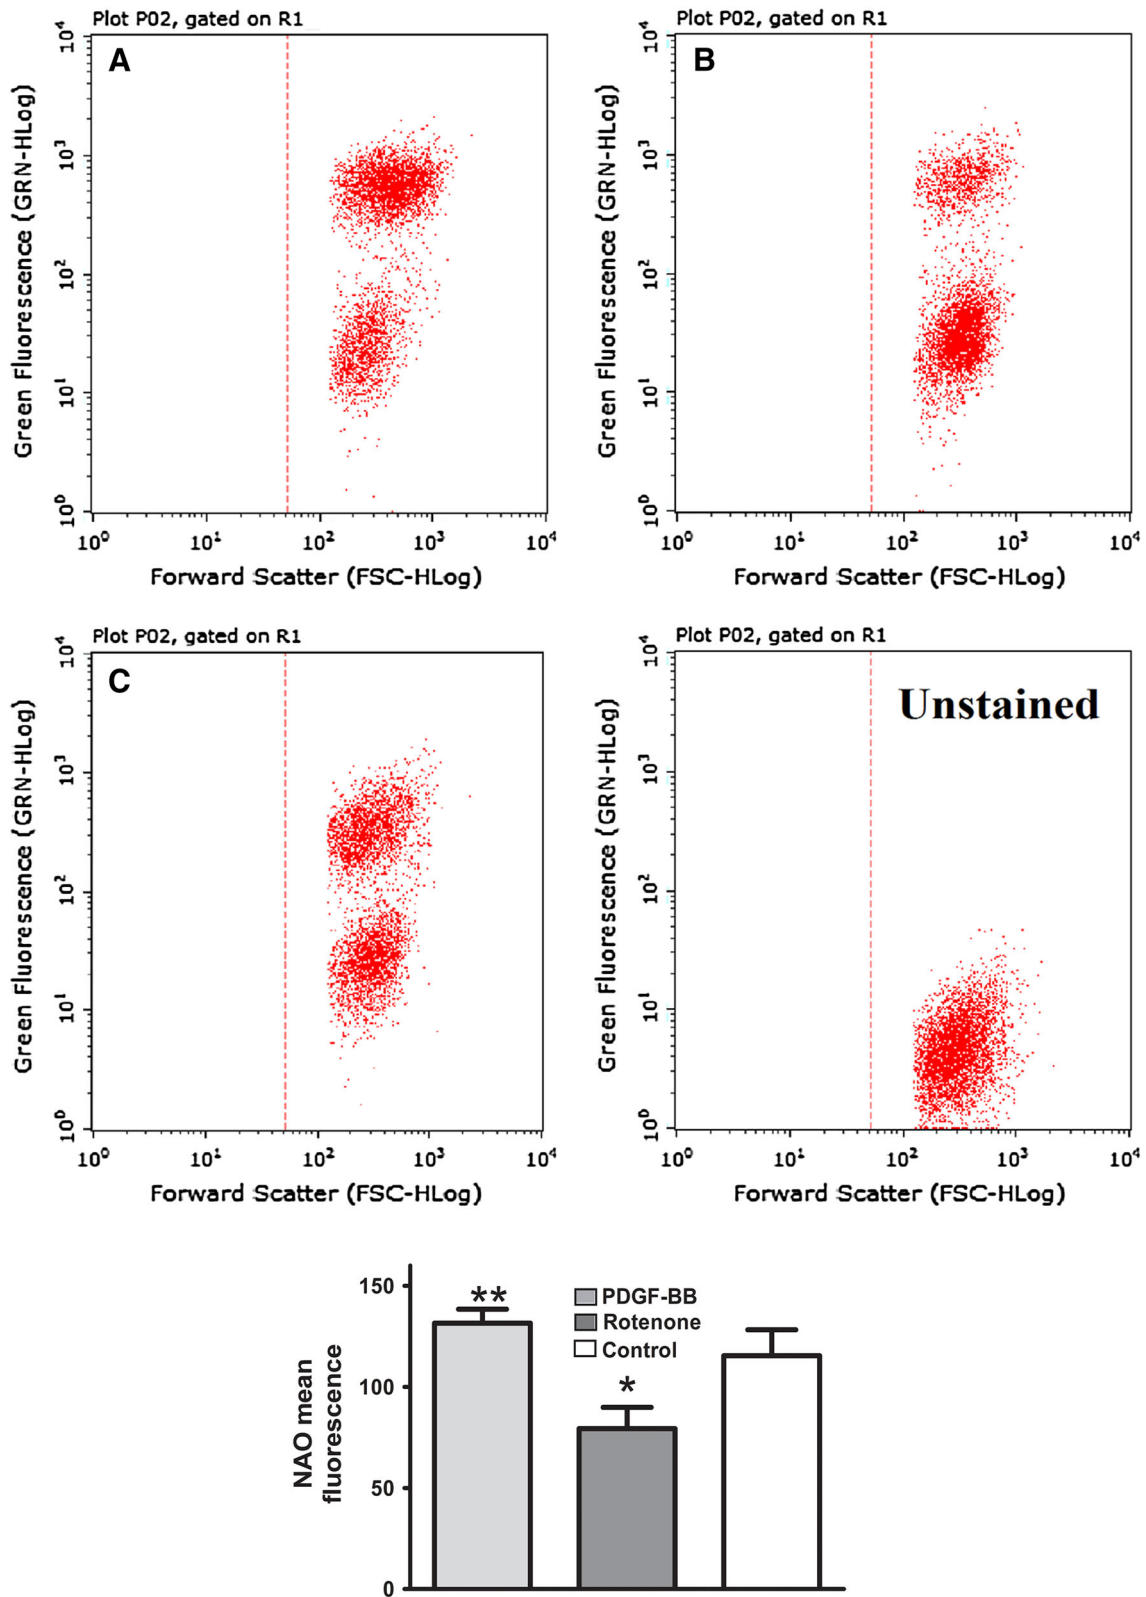 Plot P02, gated on R1
A
10⁴
10³
10²
10¹
10⁰
Green Fluorescence (GRN-HLog)
10⁰ 10¹ 10² 10³ 10⁴
Forward Scatter (FSC-HLog)
Plot P02, gated on R1
B
10⁴
10³
10²
10¹
10⁰
Green Fluorescence (GRN-HLog)
10⁰ 10¹ 10² 10³ 10⁴
Forward Scatter (FSC-HLog)
Plot P02, gated on R1
C
10⁴
10³
10²
10¹
10⁰
Green Fluorescence (GRN-HLog)
10⁰ 10¹ 10² 10³ 10⁴
Forward Scatter (FSC-HLog)
Plot P02, gated on R1
Unstained
10⁴
10³
10²
10¹
10⁰
Green Fluorescence (GRN-HLog)
10⁰ 10¹ 10² 10³ 10⁴
Forward Scatter (FSC-HLog)
NAO mean
fluorescence
150
100
50
0
**
*
PDGF-BB
Rotenone
Control